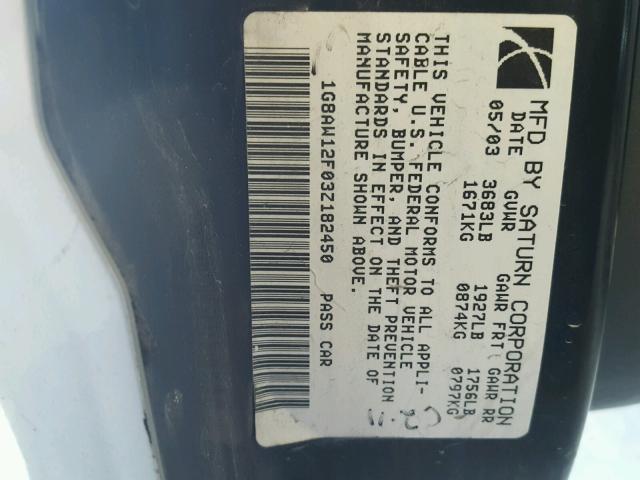 MFD BY SATURN CORPORATION
DATE GVWR GAWR FRT GAWR RR
05/03 3683LB 1927LB 1756LB
1671KG 0874KG 0797KG
THIS VEHICLE CONFORMS TO ALL APPLI-
CABLE U.S. FEDERAL MOTOR VEHICLE
SAFETY, BUMPER, AND THEFT PREVENTION
STANDARDS IN EFFECT ON THE DATE OF
MANUFACTURE SHOWN ABOVE.
1G8AW12F03Z182450 PASS CAR